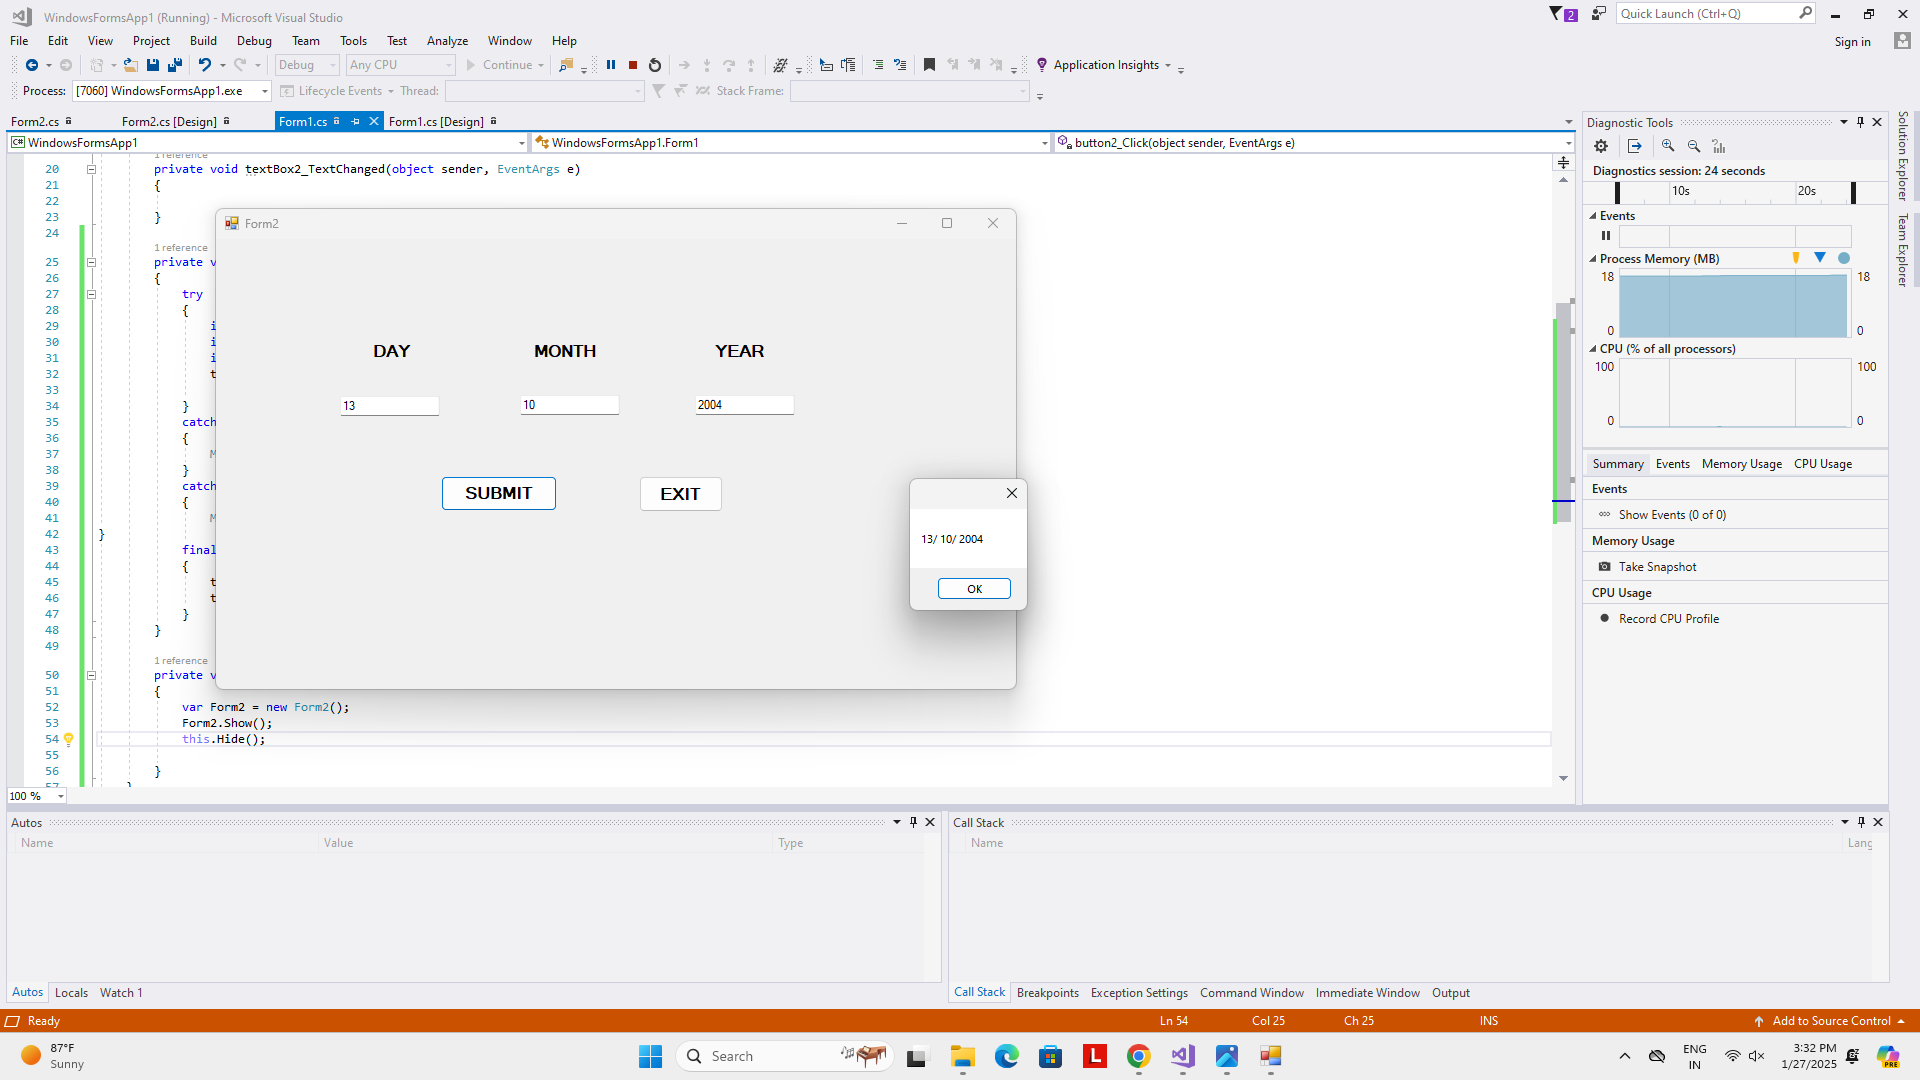 WindowsFormsApp1 (Running) - Microsoft Visual Studio
2
Quick Launch (Ctrl+Q)
File Edit View Project Build Debug Team Tools Test Analyze Window Help
Sign in
Debug Any CPU Continue Application Insights
Process: [7060] WindowsFormsApp1.exe Lifecycle Events Thread: Stack Frame:
Form2.cs Form2.cs [Design] Form1.cs Form1.cs [Design]
C# WindowsFormsApp1 WindowsFormsApp1.Form1 button2_Click(object sender, EventArgs e)
1 reference
20 private void textBox2_TextChanged(object sender, EventArgs e)
21 {
22
23 }
24
1 reference
25 private v
26 {
27 try
28 {
29 i
30 i
31 i
32 t
33
34 }
35 catch
36 {
37 M
38 }
39 catch
40 {
41 M
42 }
43 final
44 {
45 t
46 t
47 }
48 }
49
1 reference
50 private v
51 {
52 var Form2 = new Form2();
53 Form2.Show();
54 this.Hide();
55
56 }
57 }
100 %
Form2
DAY MONTH YEAR
13 10 2004
SUBMIT EXIT
13/ 10/ 2004
OK
Diagnostic Tools
Diagnostics session: 24 seconds
10s 20s
Events
Process Memory (MB)
18 18
0 0
CPU (% of all processors)
100 100
0 0
Summary Events Memory Usage CPU Usage
Events
Show Events (0 of 0)
Memory Usage
Take Snapshot
CPU Usage
Record CPU Profile
Solution Explorer
Team Explorer
Autos
Name Value Type
Autos Locals Watch 1
Call Stack
Name Lang
Call Stack Breakpoints Exception Settings Command Window Immediate Window Output
Ready Ln 54 Col 25 Ch 25 INS Add to Source Control
87°F
Sunny
Search
L
PRE
ENG
IN
3:32 PM
1/27/2025